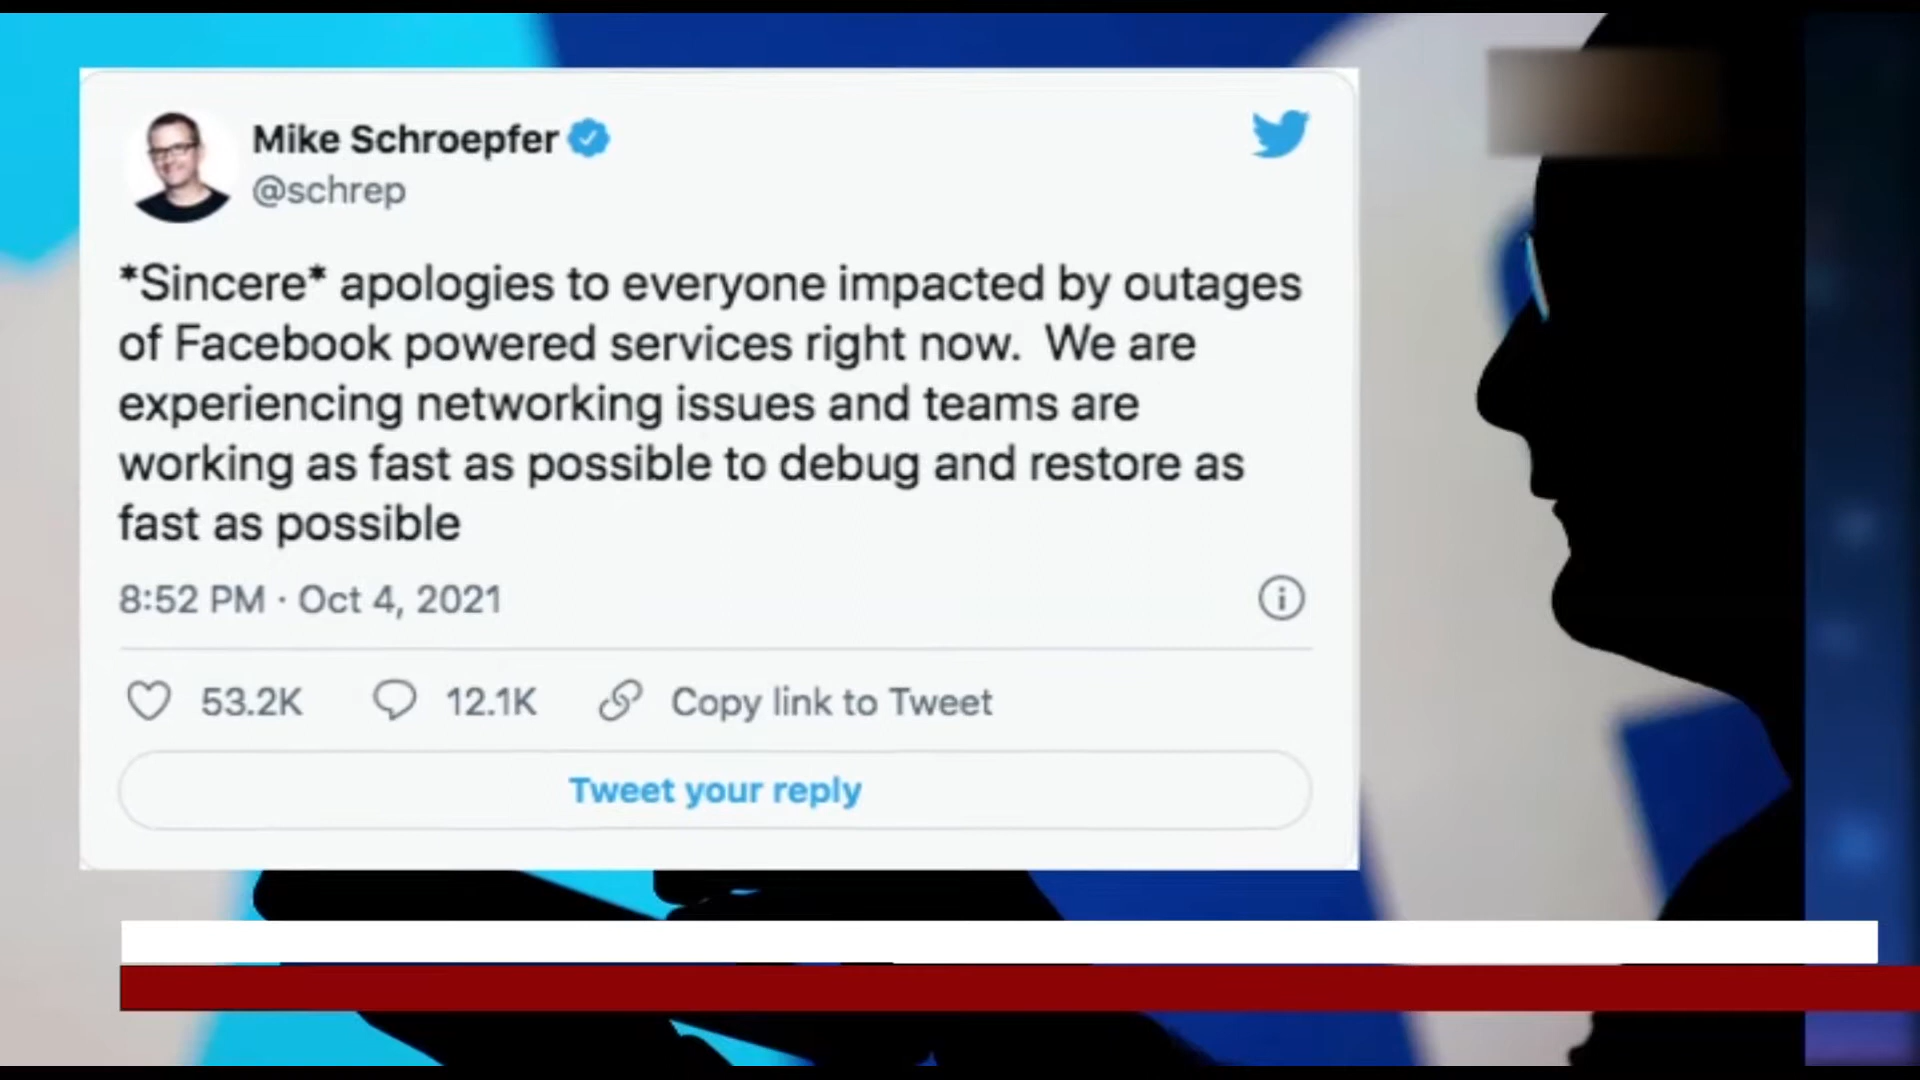 Mike Schroepfer
@schrep
*Sincere* apologies to everyone impacted by outages
of Facebook powered services right now.  We are
experiencing networking issues and teams are
working as fast as possible to debug and restore as
fast as possible
8:52 PM · Oct 4, 2021
53.2K 12.1K Copy link to Tweet
Tweet your reply